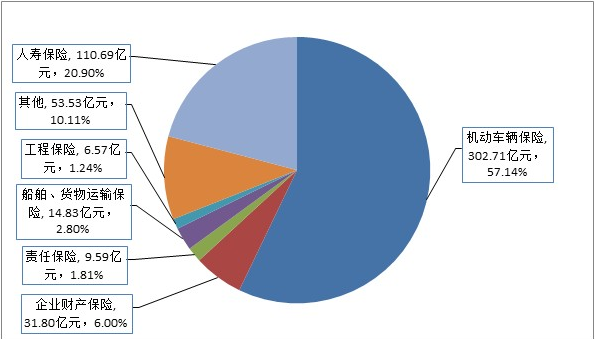 人寿保险, 110.69亿
元，20.90%
其他, 53.53亿元，
10.11%
工程保险, 6.57亿
元，1.24%
船舶、货物运输保
险, 14.83亿元，
2.80%
责任保险, 9.59亿
元，1.81%
企业财产保险,
31.80亿元，6.00%
机动车辆保险,
302.71亿元，
57.14%